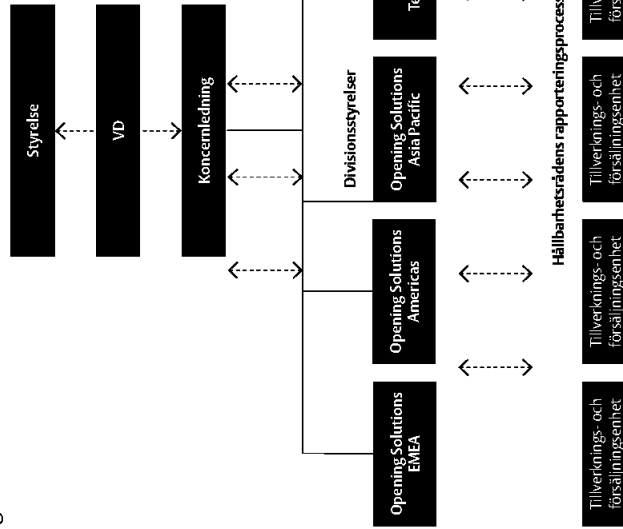 Styrelse
VD
Koncernledning
Divisionsstyrelser
Opening Solutions
EMEA
Opening Solutions
Americas
Opening Solutions
Asia Pacific
Hållbarhetsrådens rapporteringsprocess
Tillverknings- och
försäljningsenhet
Tillverknings- och
försäljningsenhet
Tillverknings- och
försäljningsenhet